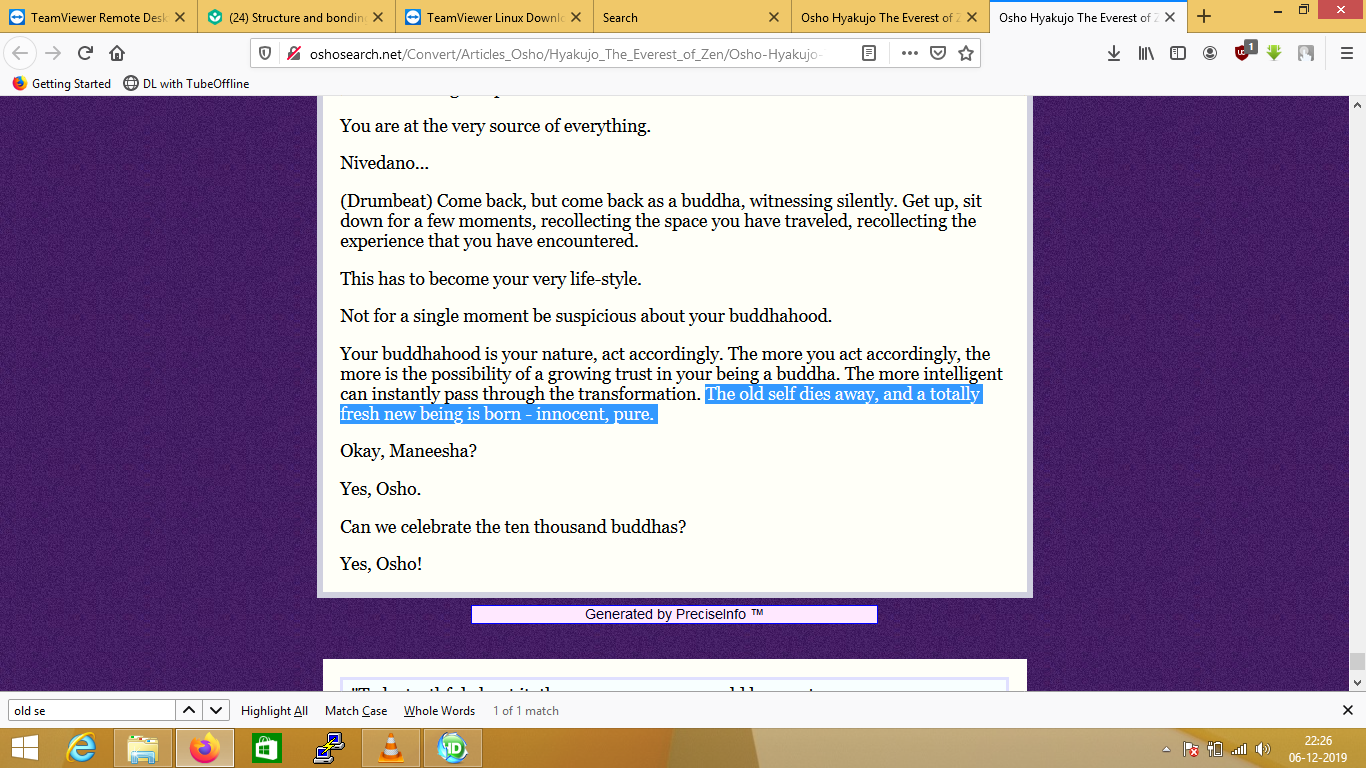 TeamViewer Remote Desk
(24) Structure and bonding
TeamViewer Linux Downlo
Search
Osho Hyakujo The Everest of Z
Osho Hyakujo The Everest of Z
oshosearch.net/Convert/Articles_Osho/Hyakujo_The_Everest_of_Zen/Osho-Hyakujo-
1
Getting Started
DL with TubeOffline
You are at the very source of everything.
Nivedano...
(Drumbeat) Come back, but come back as a buddha, witnessing silently. Get up, sit
down for a few moments, recollecting the space you have traveled, recollecting the
experience that you have encountered.
This has to become your very life-style.
Not for a single moment be suspicious about your buddhahood.
Your buddhahood is your nature, act accordingly. The more you act accordingly, the
more is the possibility of a growing trust in your being a buddha. The more intelligent
can instantly pass through the transformation. The old self dies away, and a totally
fresh new being is born - innocent, pure.
Okay, Maneesha?
Yes, Osho.
Can we celebrate the ten thousand buddhas?
Yes, Osho!
Generated by PreciseInfo ™
old se
Highlight All
Match Case
Whole Words
1 of 1 match
22:26
06-12-2019